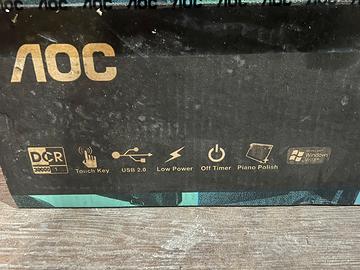 AOC
DCR
Touch Key
USB 2.0
Low Power
Off Timer
Piano Polish
Windows